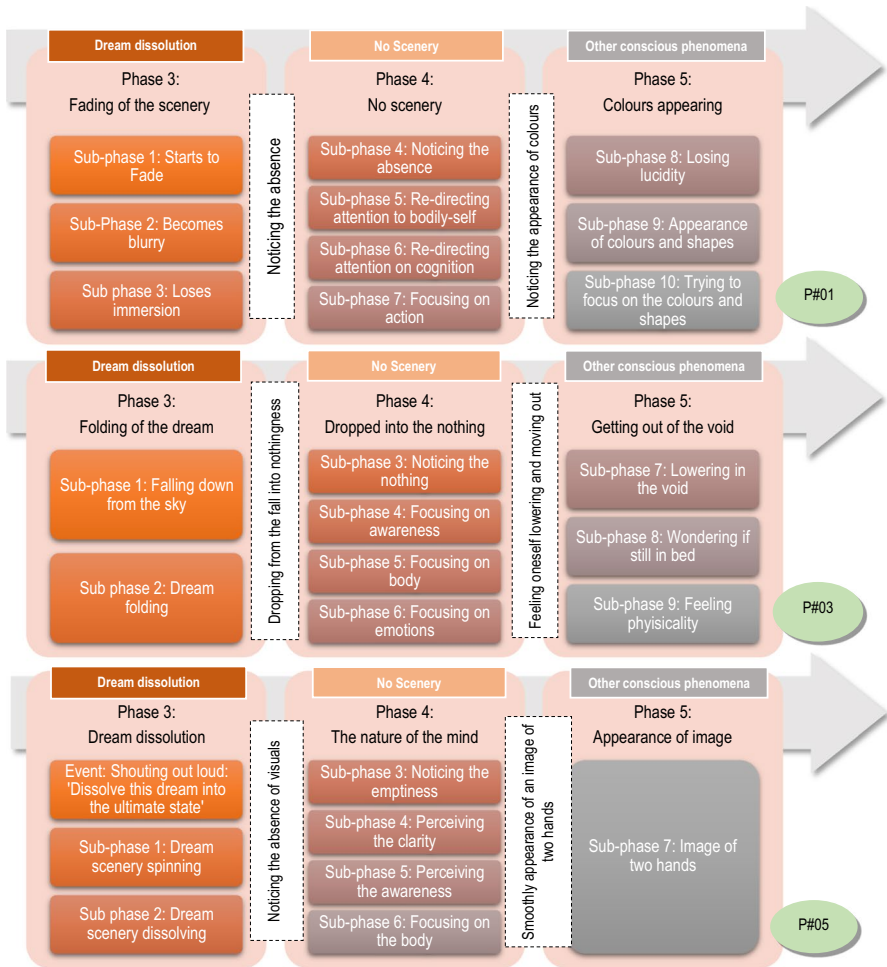 Dream dissolution
No Scenery
Other conscious phenomena
Phase 3:
Fading of the scenery
Sub-phase 1: Starts to
Fade
Sub-Phase 2: Becomes
blurry
Sub phase 3: Loses
immersion
Noticing the absence
Phase 4:
No scenery
Sub-phase 4: Noticing the
absence
Sub-phase 5: Re-directing
attention to bodily-self
Sub-phase 6: Re-directing
attention on cognition
Sub-phase 7: Focusing on
action
Noticing the appearance of colours
Phase 5:
Colours appearing
Sub-phase 8: Losing
lucidity
Sub-phase 9: Appearance
of colours and shapes
Sub-phase 10: Trying to
focus on the colours and
shapes
P#01
Dream dissolution
No Scenery
Other conscious phenomena
Phase 3:
Folding of the dream
Sub-phase 1: Falling down
from the sky
Sub phase 2: Dream
folding
Dropping from the fall into nothingness
Phase 4:
Dropped into the nothing
Sub-phase 3: Noticing the
nothing
Sub-phase 4: Focusing on
awareness
Sub-phase 5: Focusing on
body
Sub-phase 6: Focusing on
emotions
Feeling oneself lowering and moving out
Phase 5:
Getting out of the void
Sub-phase 7: Lowering in
the void
Sub-phase 8: Wondering if
still in bed
Sub-phase 9: Feeling
phyisicality
P#03
Dream dissolution
No Scenery
Other conscious phenomena
Phase 3:
Dream dissolution
Event: Shouting out loud:
'Dissolve this dream into
the ultimate state'
Sub-phase 1: Dream
scenery spinning
Sub phase 2: Dream
scenery dissolving
Noticing the absence of visuals
Phase 4:
The nature of the mind
Sub-phase 3: Noticing the
emptiness
Sub-phase 4: Perceiving
the clarity
Sub-phase 5: Perceiving
the awareness
Sub-phase 6: Focusing on
the body
Smoothly appearance of an image of
two hands
Phase 5:
Appearance of image
Sub-phase 7: Image of
two hands
P#05